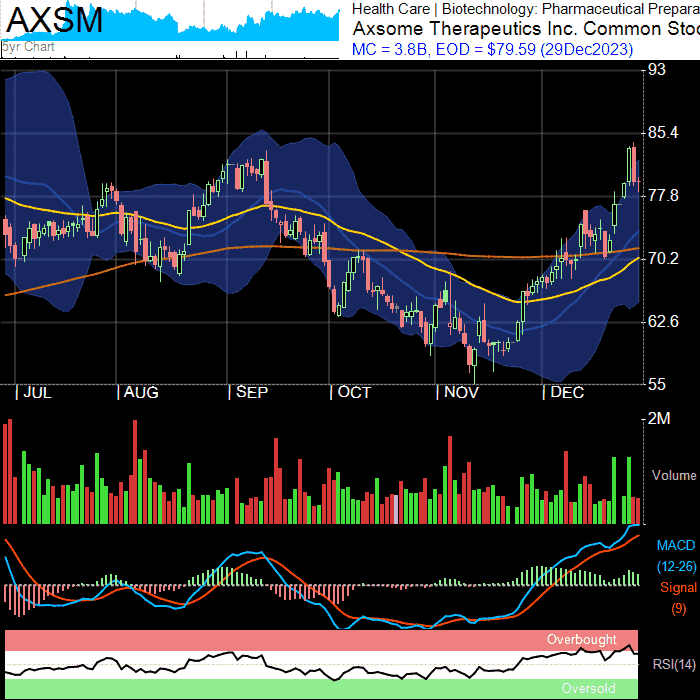 AXSM
5yr Chart
Health Care | Biotechnology: Pharmaceutical Prepara
Axsome Therapeutics Inc. Common Stoc
MC = 3.8B, EOD = $79.59 (29Dec2023)
93
85.4
77.8
70.2
62.6
55
JUL
AUG
SEP
OCT
NOV
DEC
2M
Volume
MACD
(12-26)
Signal
(9)
Overbought
RSI(14)
Oversold